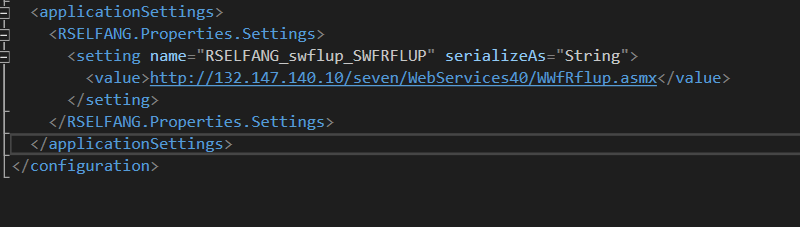 <applicationSettings>
<RSELFANG.Properties.Settings>
<setting name="RSELFANG_swflup_SWFRFLUP" serializeAs="String">
<value>http://132.147.140.10/seven/WebServices40/WWfRflup.asmx</value>
</setting>
</RSELFANG.Properties.Settings>
</applicationSettings>
</configuration>